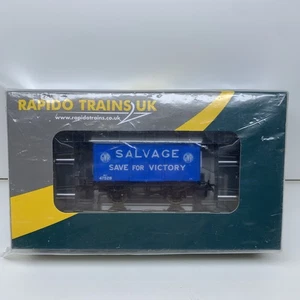 RAPIDO TRAINS UK
www.rapidotrains.co.uk
SALVAGE
SAVE FOR VICTORY